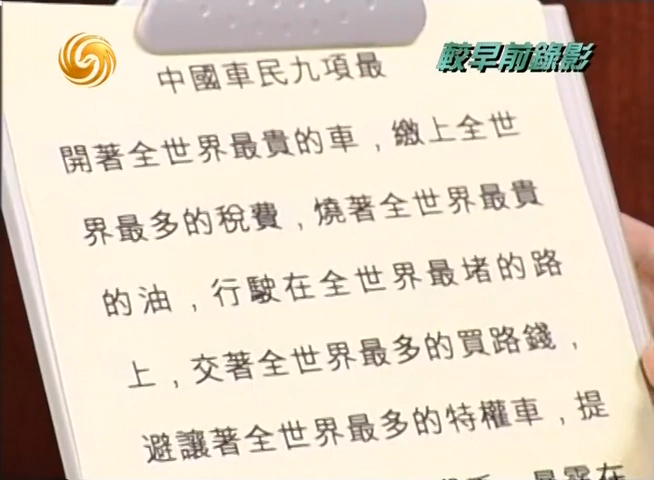 較早前錄影
中國車民九項最
開著全世界最貴的車，繳上全世
界最多的稅費，燒著全世界最貴
的油，行駛在全世界最堵的路
上，交著全世界最多的買路錢，
避讓著全世界最多的特權車，提